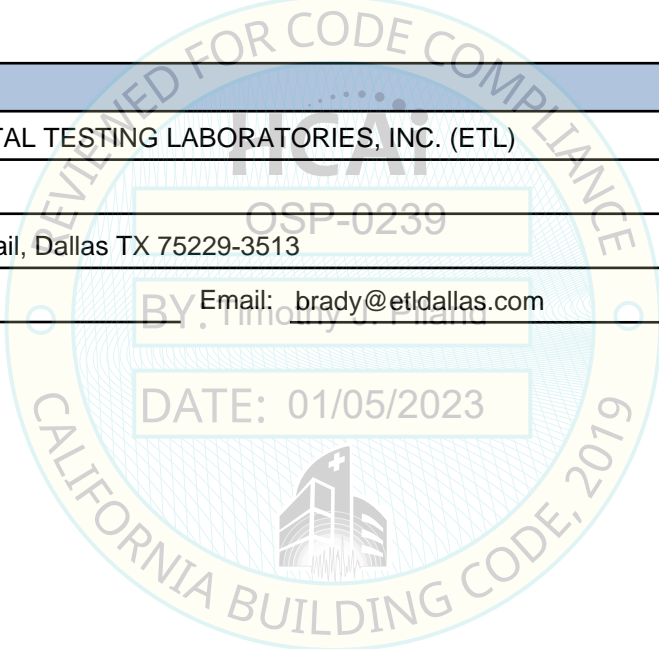 REVIEWED FOR CODE COMPLIANCE
HCAi
TAL TESTING LABORATORIES, INC. (ETL)
OSP-0239
ail, Dallas TX 75229-3513
Email: brady@etldallas.com
BY: Timothy J. Piland
DATE: 01/05/2023
CALIFORNIA BUILDING CODE, 2019